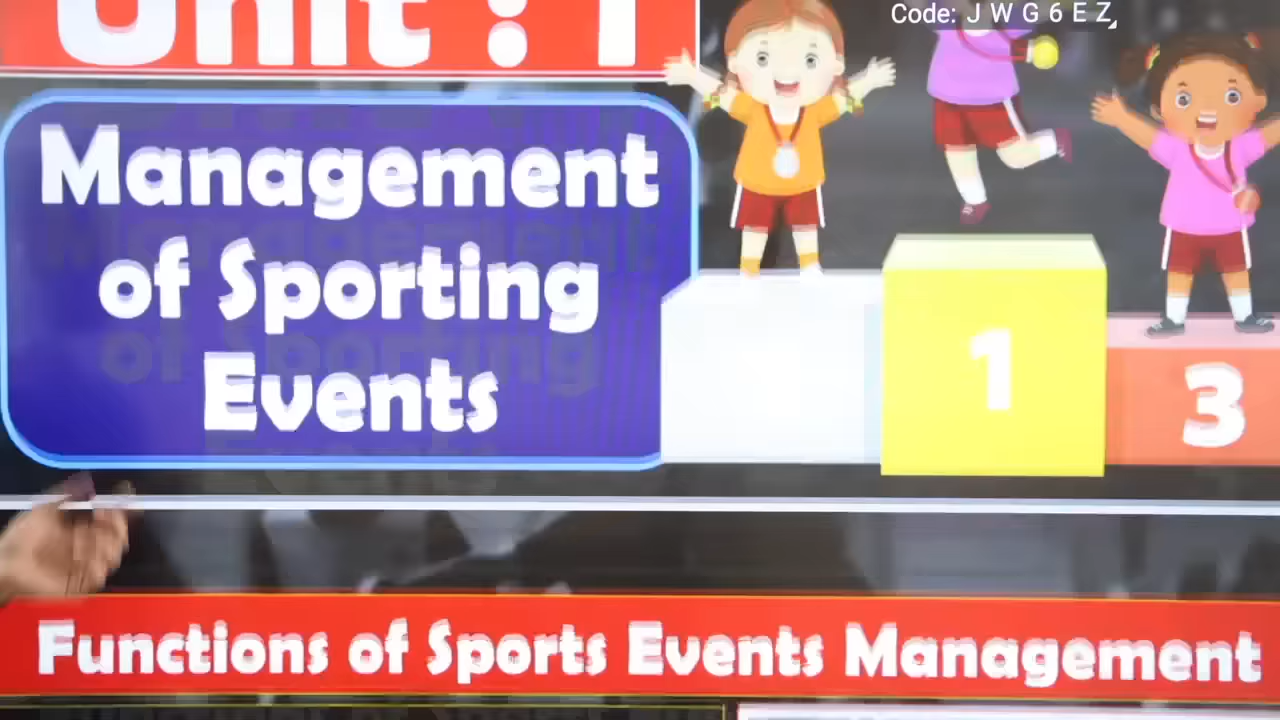 Unit : 1
Code: J W G 6 E Z
Management
of Sporting
Events
1
3
Functions of Sports Events Management